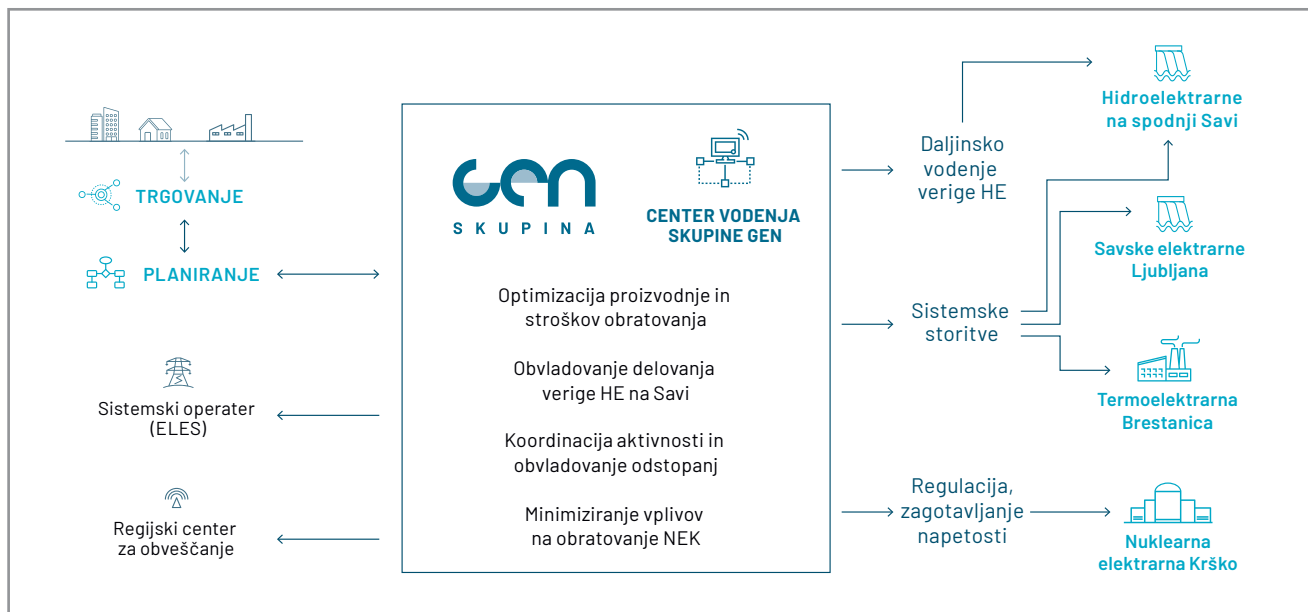 TRGOVANJE
PLANIRANJE
Sistemski operater
(ELES)
Regijski center
za obveščanje
gen
SKUPINA
CENTER VODENJA
SKUPINE GEN
Optimizacija proizvodnje in
stroškov obratovanja
Obvladovanje delovanja
verige HE na Savi
Koordinacija aktivnosti in
obvladovanje odstopanj
Minimiziranje vplivov
na obratovanje NEK
Daljinsko
vodenje
verige HE
Sistemske
storitve
Regulacija,
zagotavljanje
napetosti
Hidroelektrarne
na spodnji Savi
Savske elektrarne
Ljubljana
Termoelektrarna
Brestanica
Nuklearna
elektrarna Krško